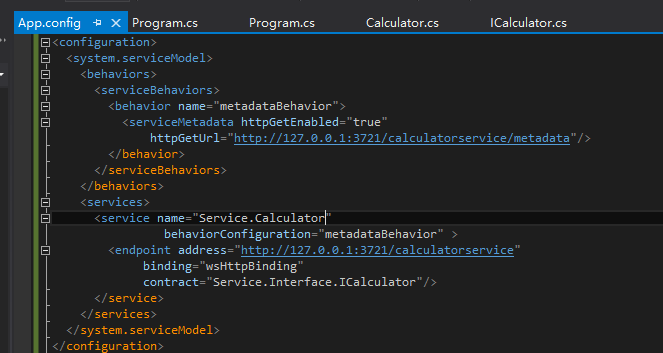 App.config Program.cs Program.cs Calculator.cs ICalculator.cs
<configuration>
<system.serviceModel>
<behaviors>
<serviceBehaviors>
<behavior name="metadataBehavior">
<serviceMetadata httpGetEnabled="true"
httpGetUrl="http://127.0.0.1:3721/calculatorservice/metadata"/>
</behavior>
</serviceBehaviors>
</behaviors>
<services>
<service name="Service.Calculator"
behaviorConfiguration="metadataBehavior" >
<endpoint address="http://127.0.0.1:3721/calculatorservice"
binding="wsHttpBinding"
contract="Service.Interface.ICalculator"/>
</service>
</services>
</system.serviceModel>
</configuration>